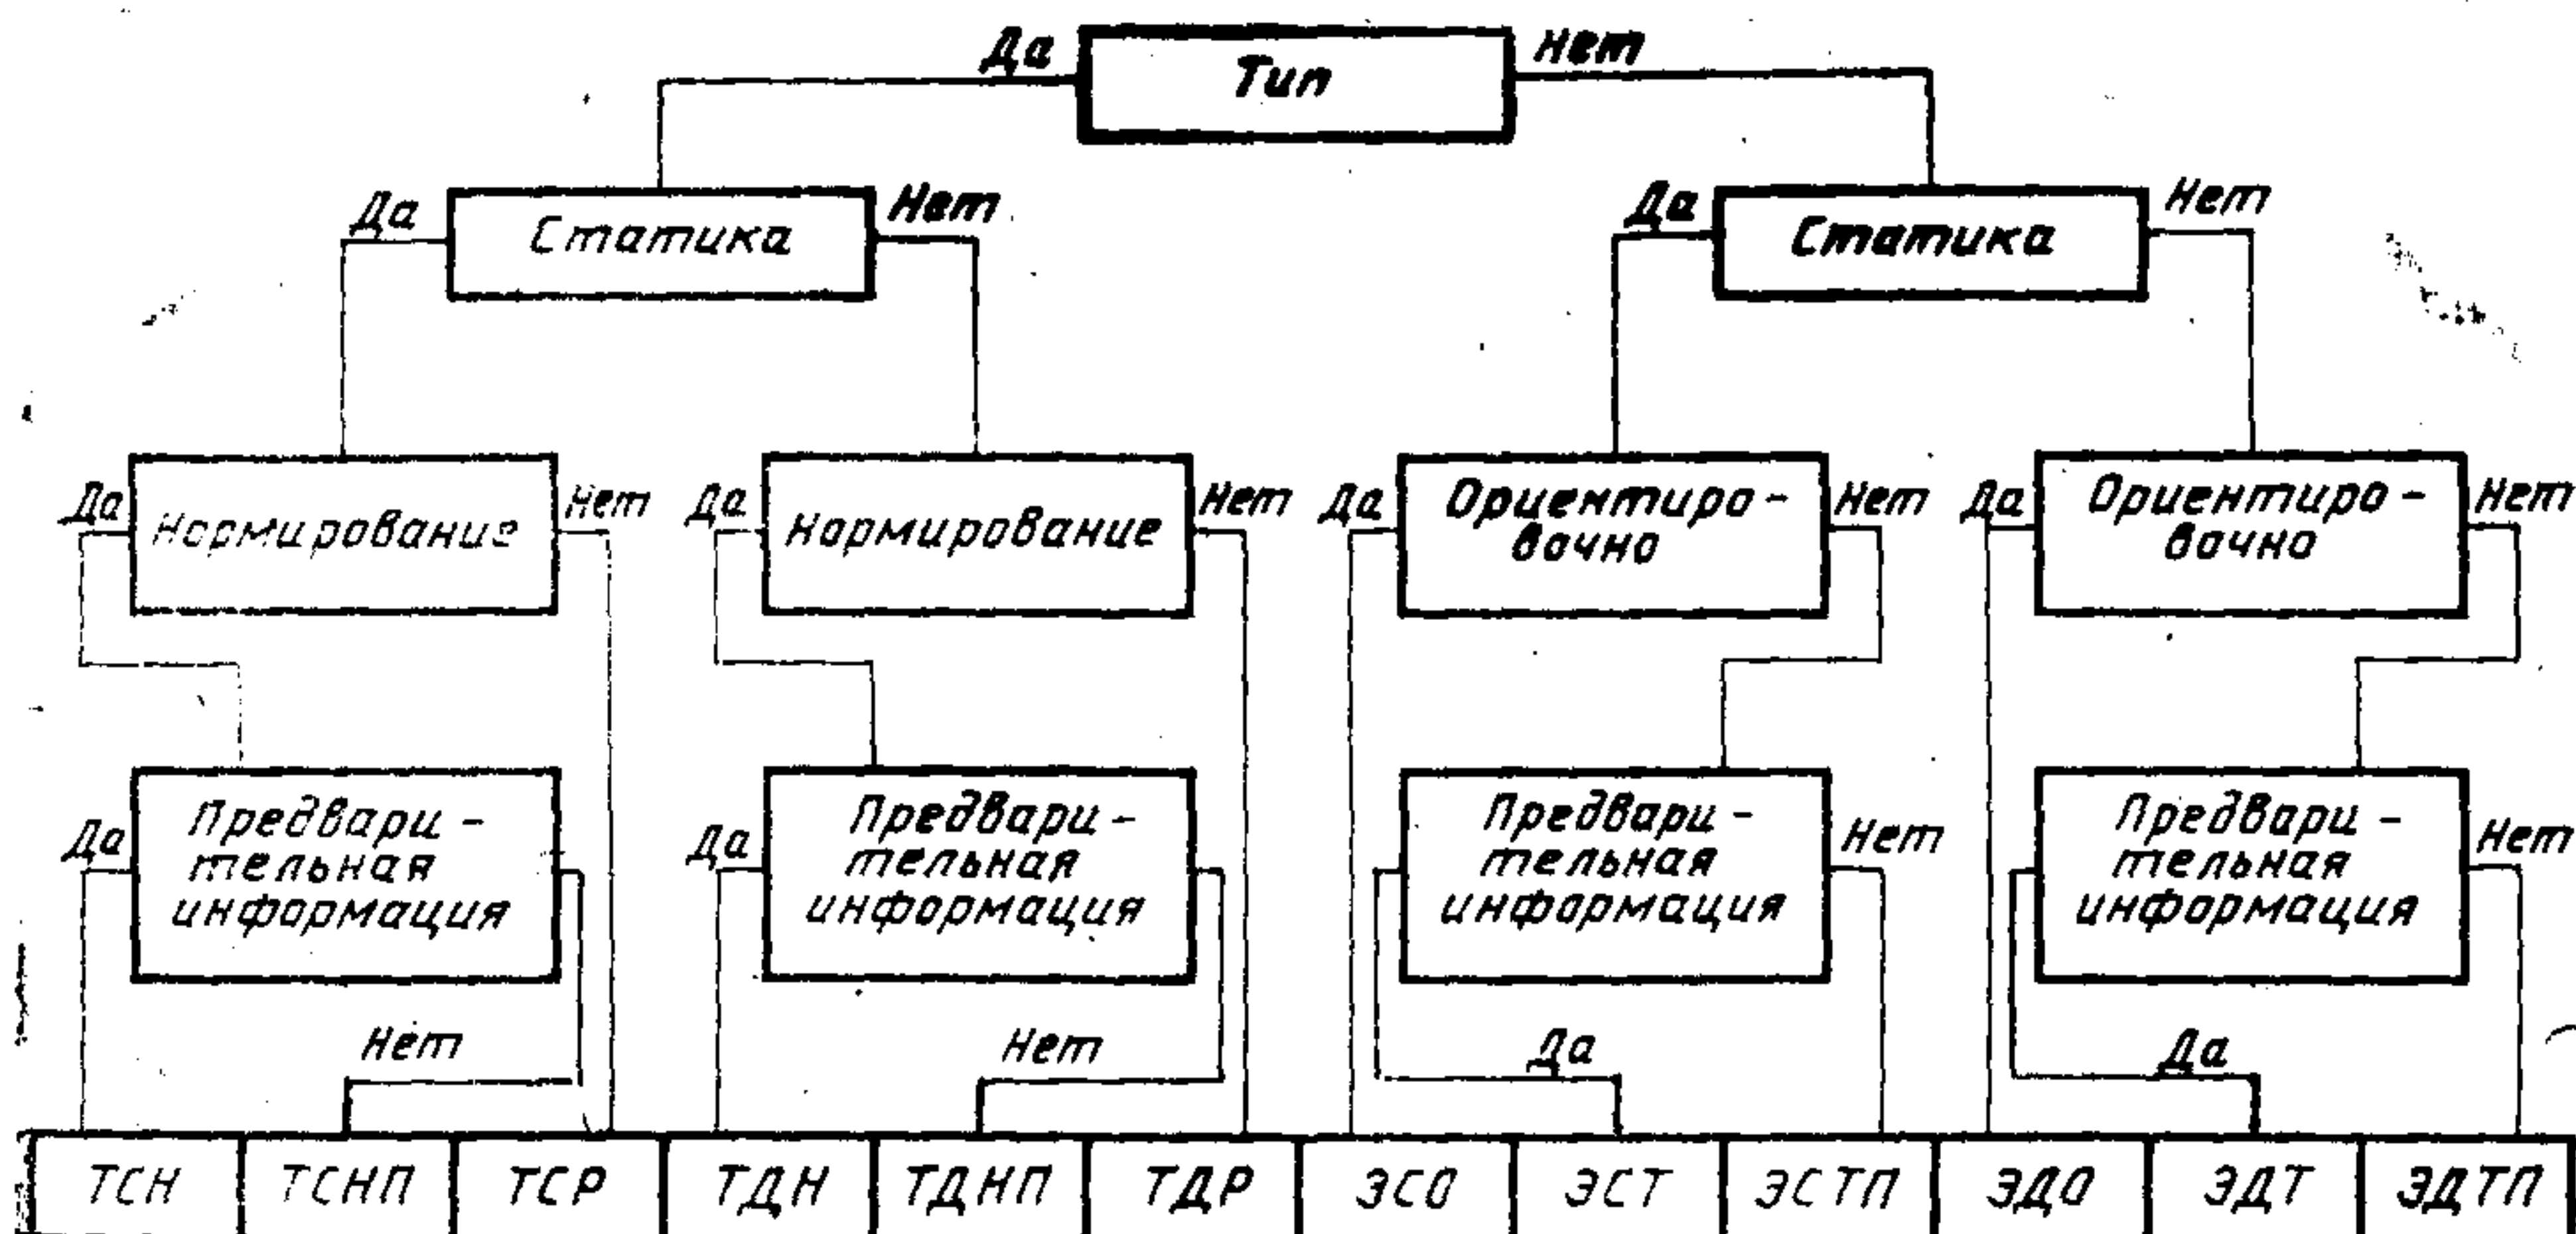 Да Тип Нет
Да Статика Нет Да Статика Нет
Да Нормирование Нет Да Нормирование Нет Да Ориентиро- Нет Да Ориентиро- Нет
вочно вочно
Предвари- Предвари- Предвари- Предвари-
Да тельная Да тельная тельная Нет тельная Нет
информация информация информация информация
Нет Нет Да Да
ТСН ТСНП ТСР ТДН ТДНП ТДР ЭСО ЭСТ ЭСТП ЭДО ЭДТ ЭДТП